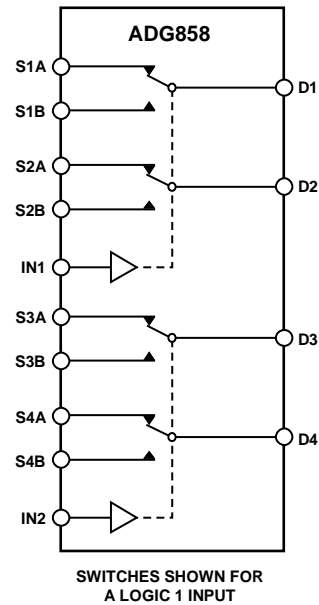 ADG858
S1A
D1
S1B
S2A
D2
S2B
IN1
S3A
D3
S3B
S4A
D4
S4B
IN2
SWITCHES SHOWN FOR
A LOGIC 1 INPUT